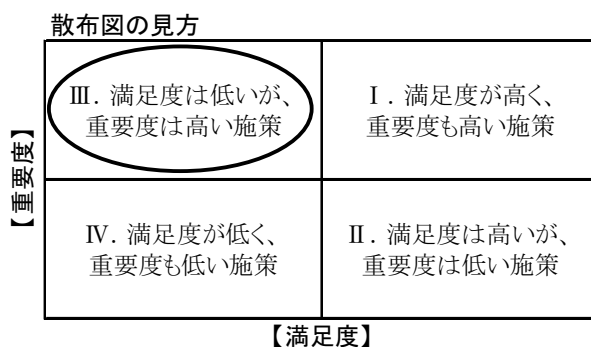 散布図の見方
Ⅲ．満足度は低いが、
重要度は高い施策
Ⅰ．満足度が高く、
重要度も高い施策
【重要度】
Ⅳ．満足度が低く、
重要度も低い施策
Ⅱ．満足度は高いが、
重要度は低い施策
【満足度】